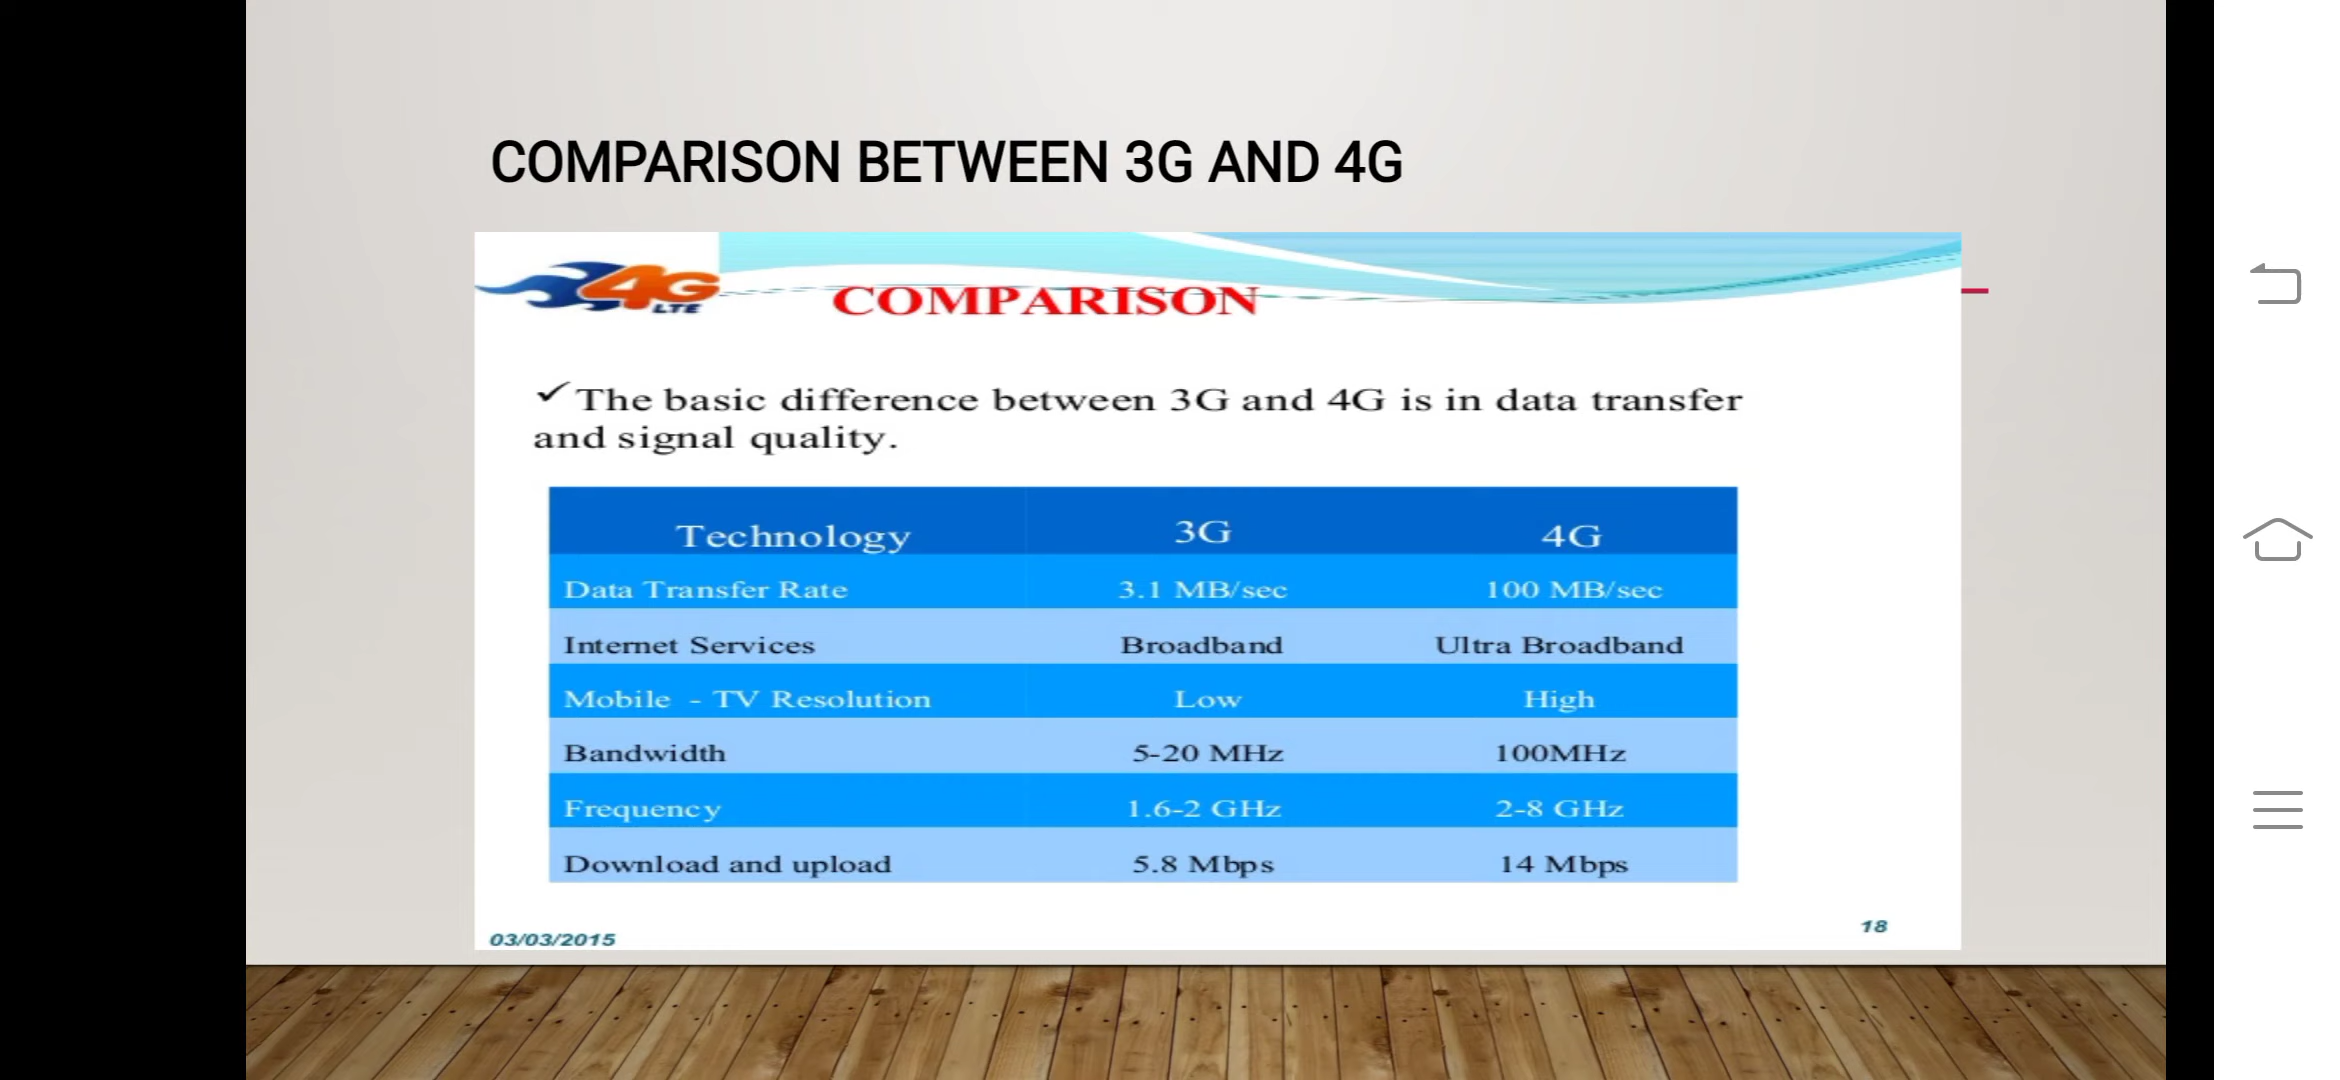 COMPARISON BETWEEN 3G AND 4G
4G
LTE
COMPARISON
✓The basic difference between 3G and 4G is in data transfer
and signal quality.
Technology 3G 4G
Data Transfer Rate 3.1 MB/sec 100 MB/sec
Internet Services Broadband Ultra Broadband
Mobile - TV Resolution Low High
Bandwidth 5-20 MHz 100MHz
Frequency 1.6-2 GHz 2-8 GHz
Download and upload 5.8 Mbps 14 Mbps
03/03/2015 18